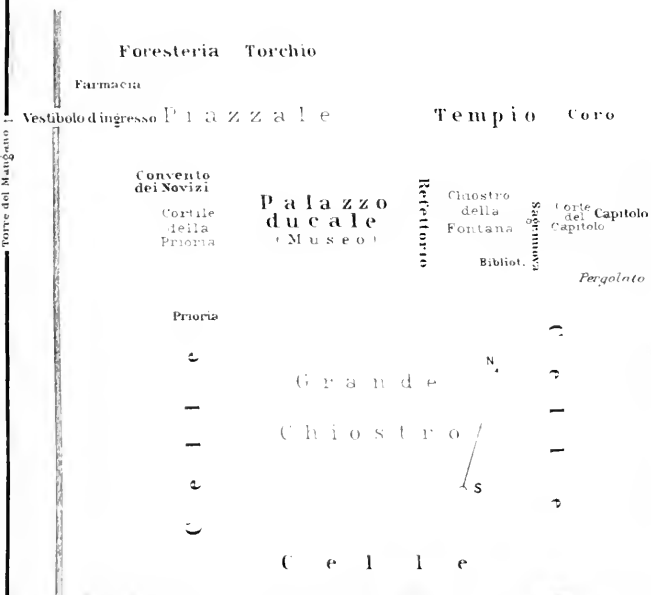 Foresteria Torchio
Farmacia
Vestibolo d'ingresso Piazzale
Tempio Coro
Torre del Mangano
Convento
dei Novizi
Cortile
della
Prioria
Palazzo
ducale
(Museo)
Refettorio
Chiostro
della
Fontana
Bibliot.
Sag. nuova
Corte
del
Capitolo
Capitolo
Pergolato
Prioria
Celle
Grande
Chiostro
N
S
Celle
Celle